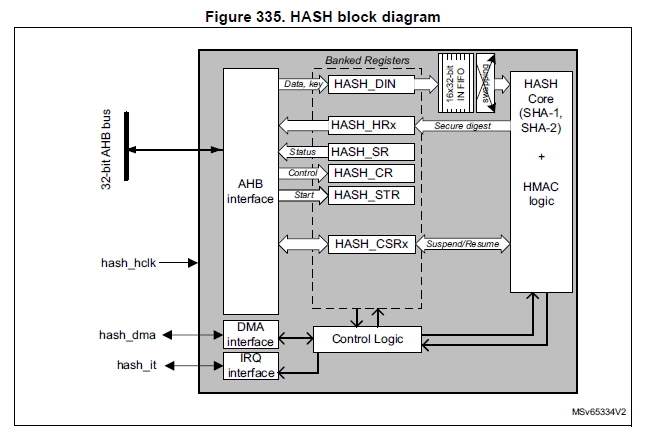 Figure 335. HASH block diagram
Banked Registers
32-bit AHB bus
AHB
interface
Data, key
HASH_DIN
16x32-bit
IN FIFO
swapping
HASH
Core
(SHA-1,
SHA-2)
+
HMAC
logic
HASH_HRx
Secure digest
Status
HASH_SR
Control
HASH_CR
Start
HASH_STR
HASH_CSRx
Suspend/Resume
hash_hclk
hash_dma
DMA
interface
Control Logic
hash_it
IRQ
interface
MSv65334V2